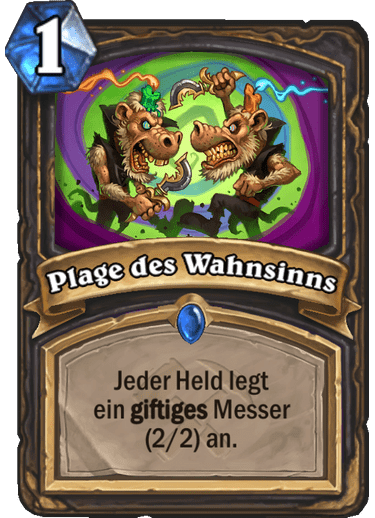 1
Plage des Wahnsinns
Jeder Held legt
ein giftiges Messer
(2/2) an.